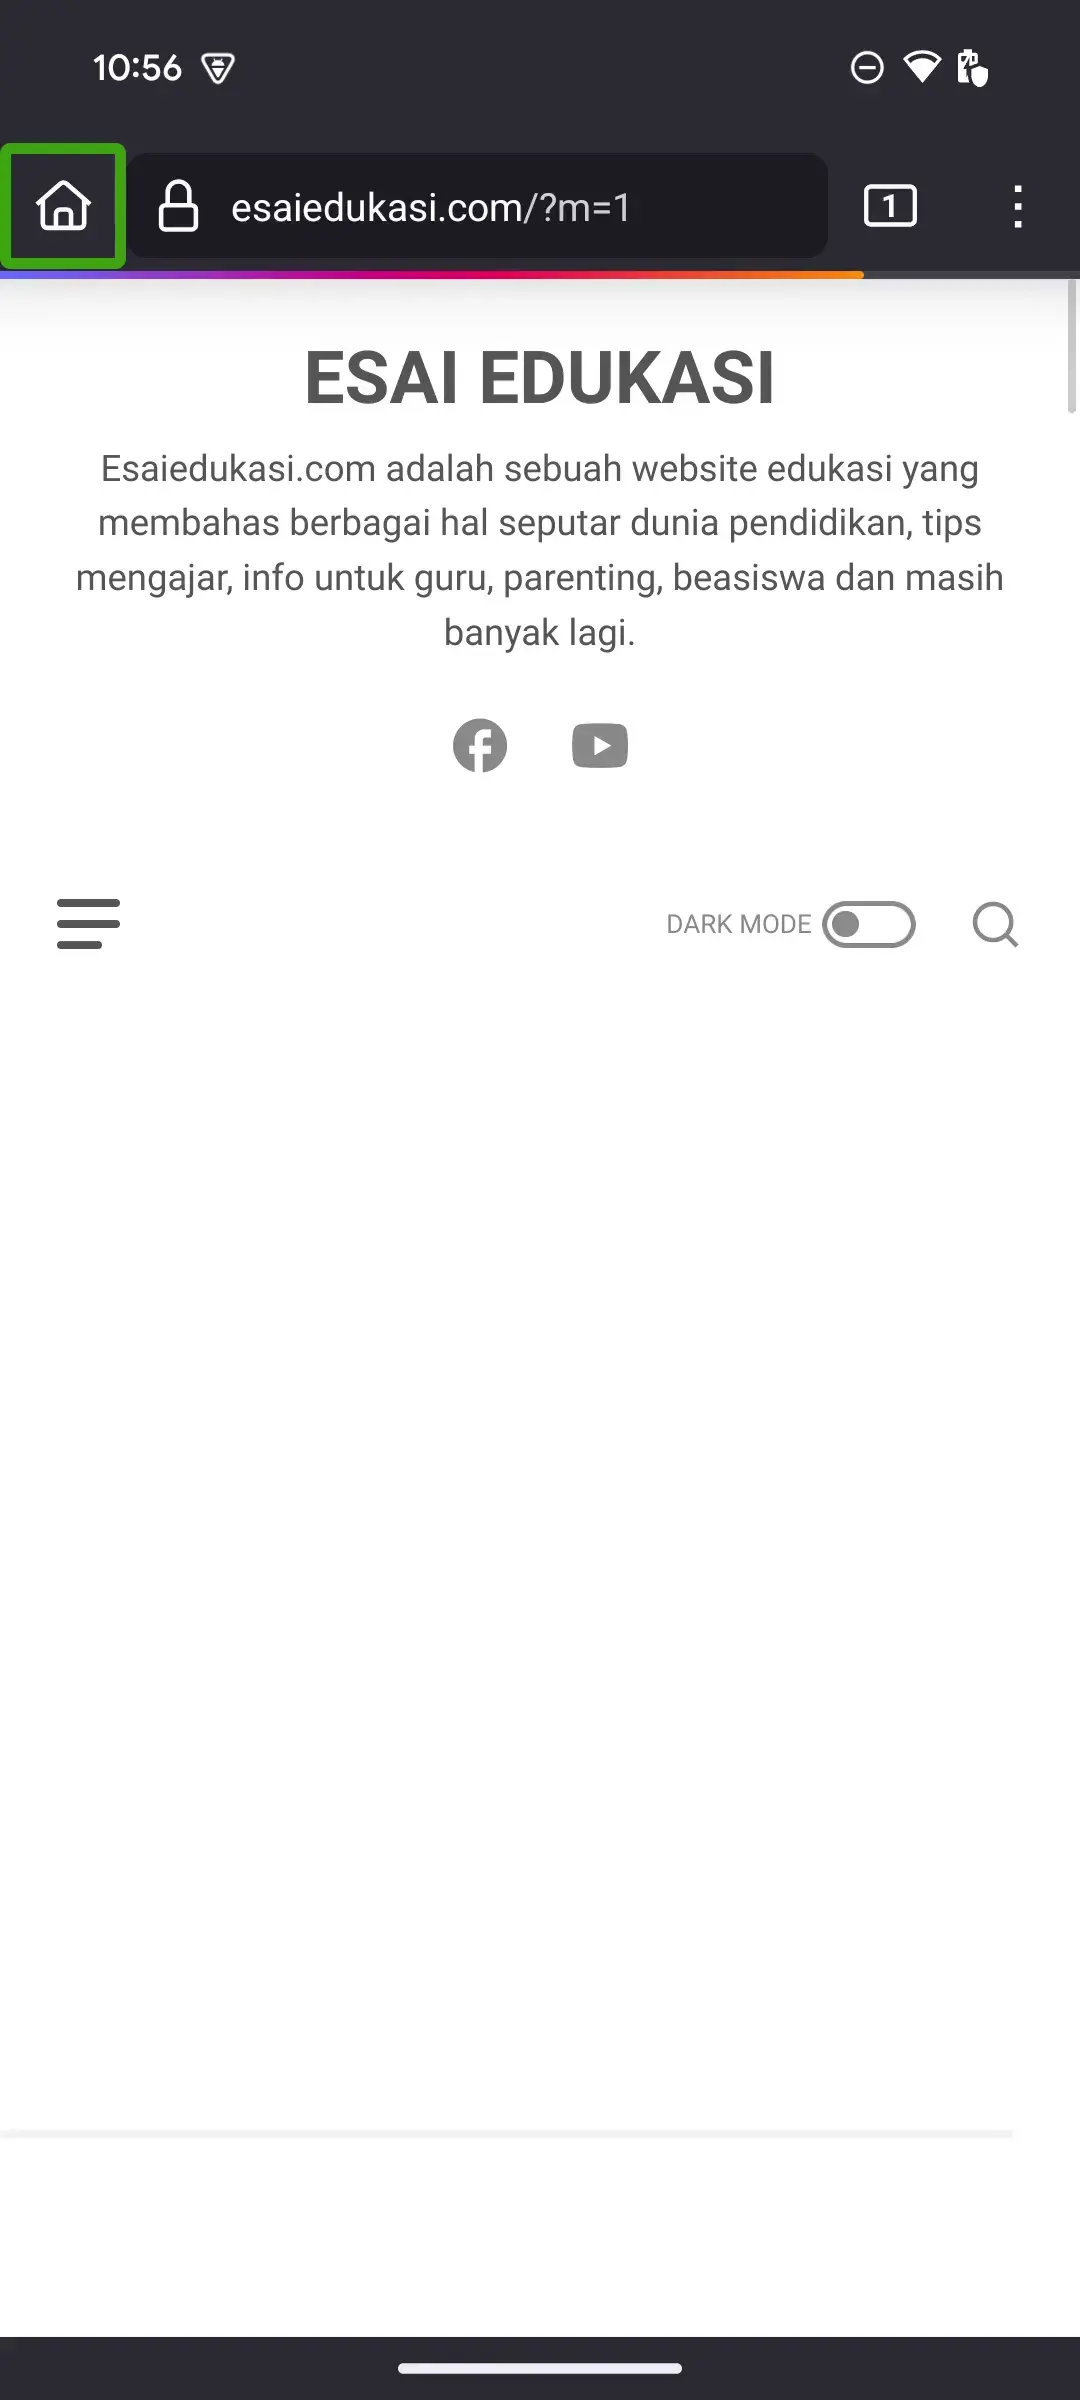 10:56
esaiedukasi.com/?m=1
1
ESAI EDUKASI
Esaiedukasi.com adalah sebuah website edukasi yang
membahas berbagai hal seputar dunia pendidikan, tips
mengajar, info untuk guru, parenting, beasiswa dan masih
banyak lagi.
DARK MODE